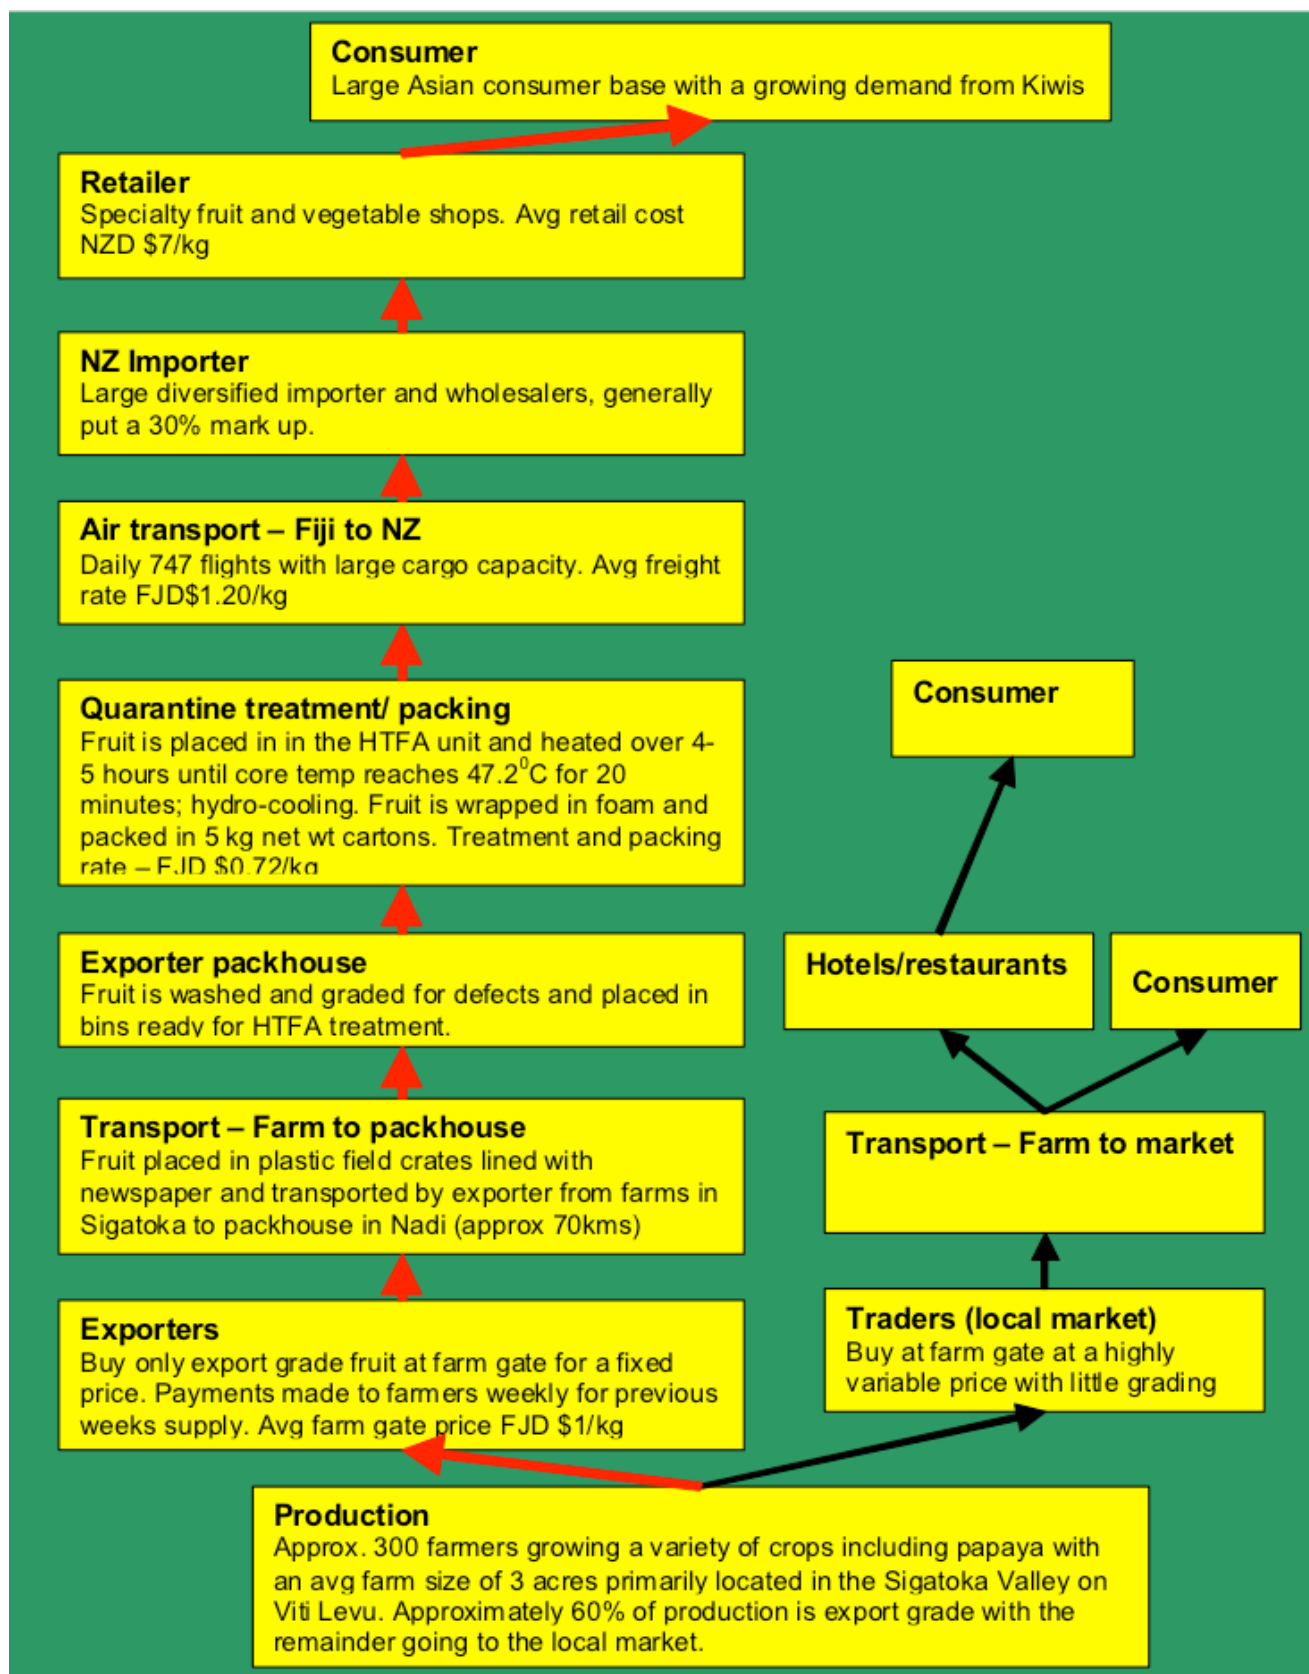 Consumer
Large Asian consumer base with a growing demand from Kiwis
Retailer
Specialty fruit and vegetable shops. Avg retail cost
NZD $7/kg
NZ Importer
Large diversified importer and wholesalers, generally
put a 30% mark up.
Air transport – Fiji to NZ
Daily 747 flights with large cargo capacity. Avg freight
rate FJD$1.20/kg
Quarantine treatment/ packing
Fruit is placed in in the HTFA unit and heated over 4-
5 hours until core temp reaches 47.2⁰C for 20
minutes; hydro-cooling. Fruit is wrapped in foam and
packed in 5 kg net wt cartons. Treatment and packing
rate – FJD $0.72/kg
Exporter packhouse
Fruit is washed and graded for defects and placed in
bins ready for HTFA treatment.
Transport – Farm to packhouse
Fruit placed in plastic field crates lined with
newspaper and transported by exporter from farms in
Sigatoka to packhouse in Nadi (approx 70kms)
Exporters
Buy only export grade fruit at farm gate for a fixed
price. Payments made to farmers weekly for previous
weeks supply. Avg farm gate price FJD $1/kg
Consumer
Hotels/restaurants
Consumer
Transport – Farm to market
Traders (local market)
Buy at farm gate at a highly
variable price with little grading
Production
Approx. 300 farmers growing a variety of crops including papaya with
an avg farm size of 3 acres primarily located in the Sigatoka Valley on
Viti Levu. Approximately 60% of production is export grade with the
remainder going to the local market.